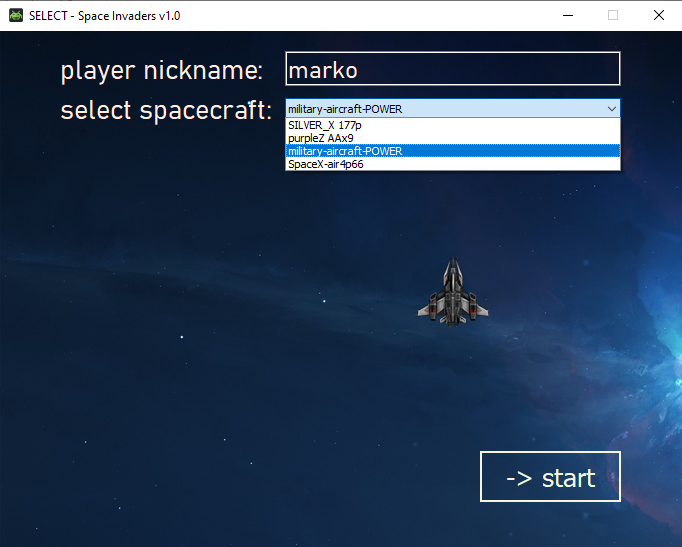 SELECT - Space Invaders v1.0
player nickname: marko
select spacecraft: military-aircraft-POWER
SILVER_X 177p
purpleZ AAx9
military-aircraft-POWER
SpaceX-air4p66
-> start